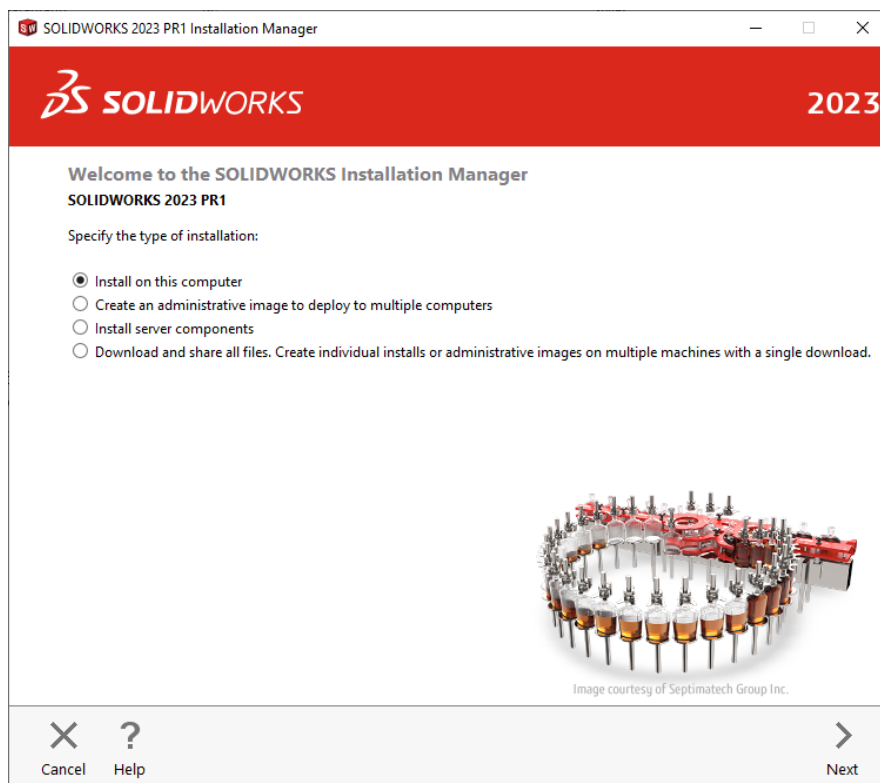 SOLIDWORKS 2023 PR1 Installation Manager
SOLIDWORKS
2023
Welcome to the SOLIDWORKS Installation Manager
SOLIDWORKS 2023 PR1
Specify the type of installation:
Install on this computer
Create an administrative image to deploy to multiple computers
Install server components
Download and share all files. Create individual installs or administrative images on multiple machines with a single download.
Image courtesy of Septimatech Group Inc.
Cancel
Help
Next